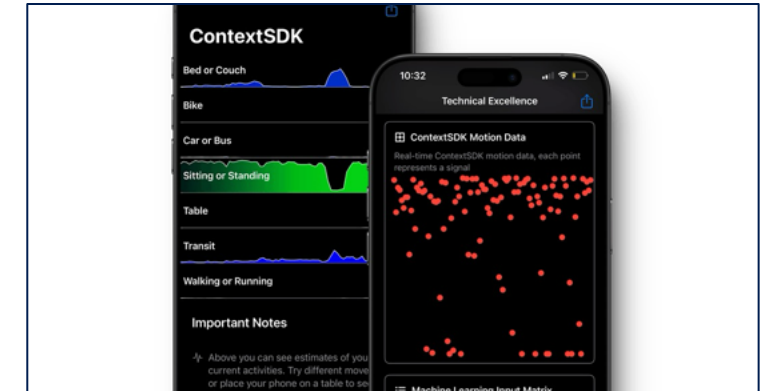 ContextSDK
Bed or Couch
Bike
Car or Bus
Sitting or Standing
Table
Transit
Walking or Running
Important Notes
Above you can see estimates of you
current activities. Try different move
or place your phone on a table to se
10:32
Technical Excellence
ContextSDK Motion Data
Real-time ContextSDK motion data, each point
represents a signal
Machine Learning Input Matrix